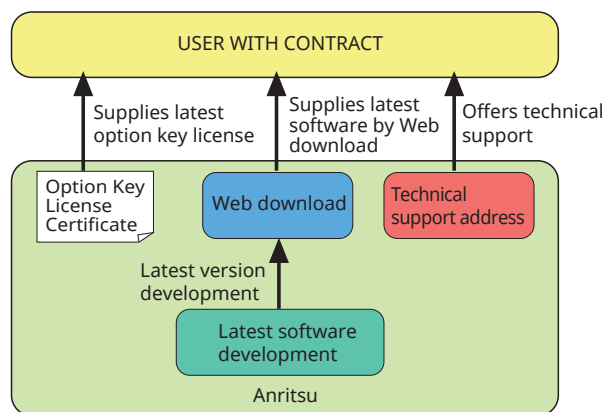 USER WITH CONTRACT
Supplies latest
option key license
Supplies latest
software by Web
download
Offers technical
support
Option Key
License
Certificate
Web download
Technical
support address
Latest version
development
Latest software
development
Anritsu